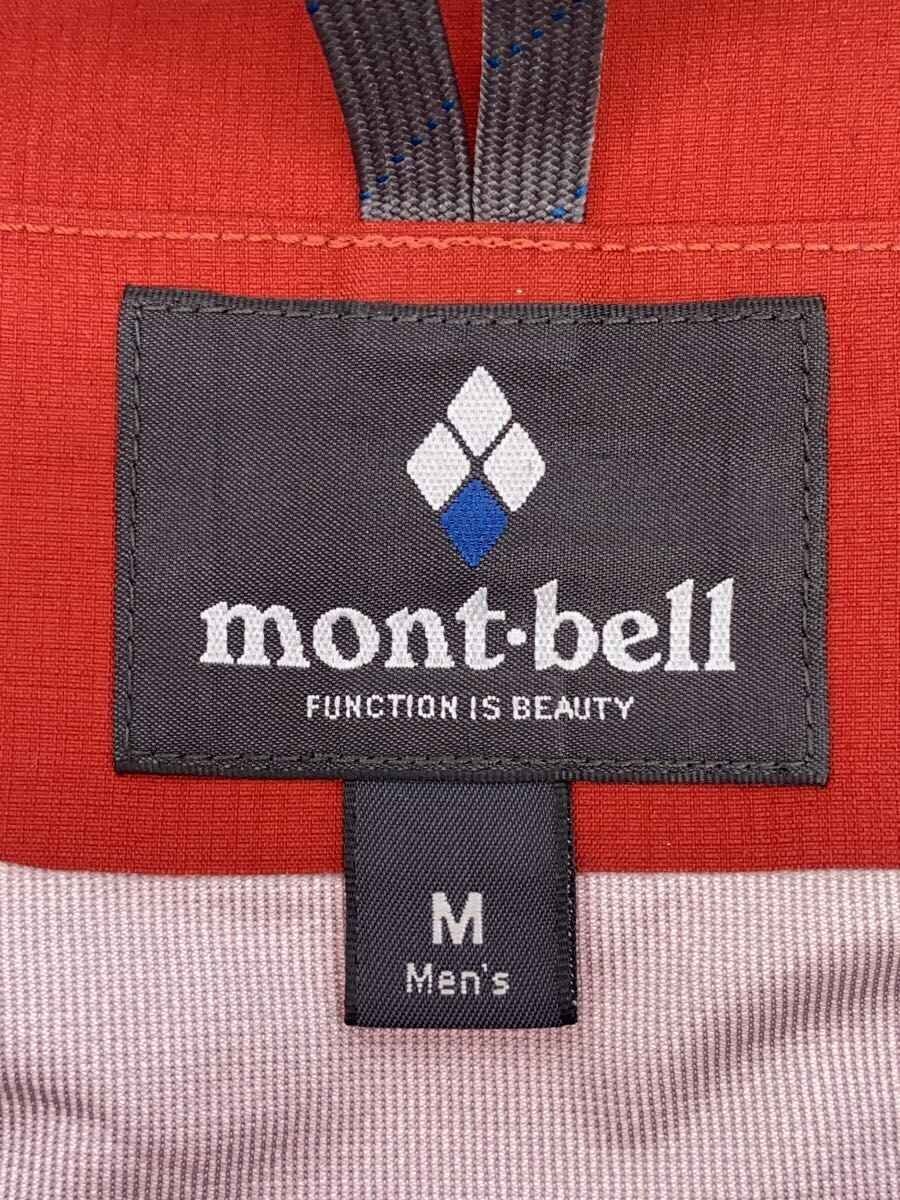 mont·bell
FUNCTION IS BEAUTY
M
Men's